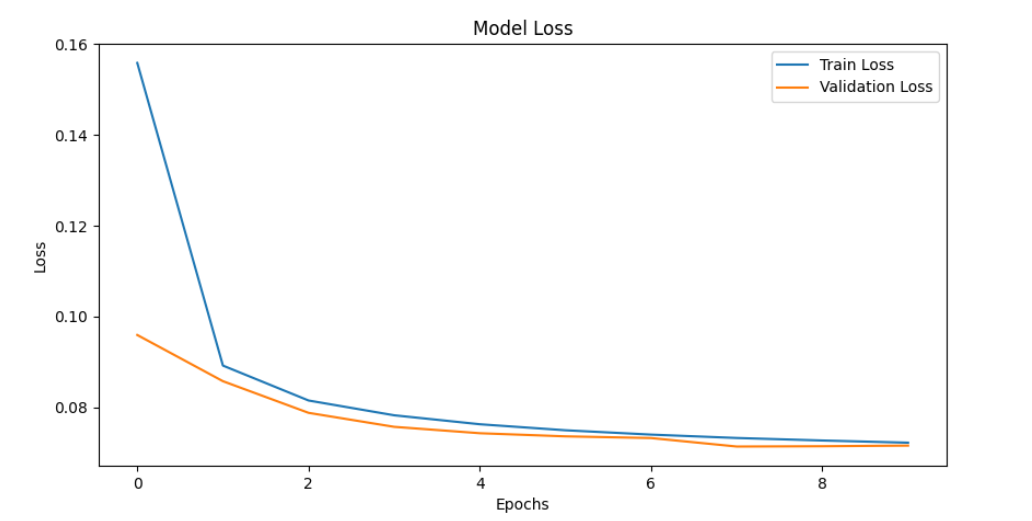 Model Loss
0.16
0.14
0.12
0.10
0.08
Loss
Train Loss
Validation Loss
0 2 4 6 8
Epochs